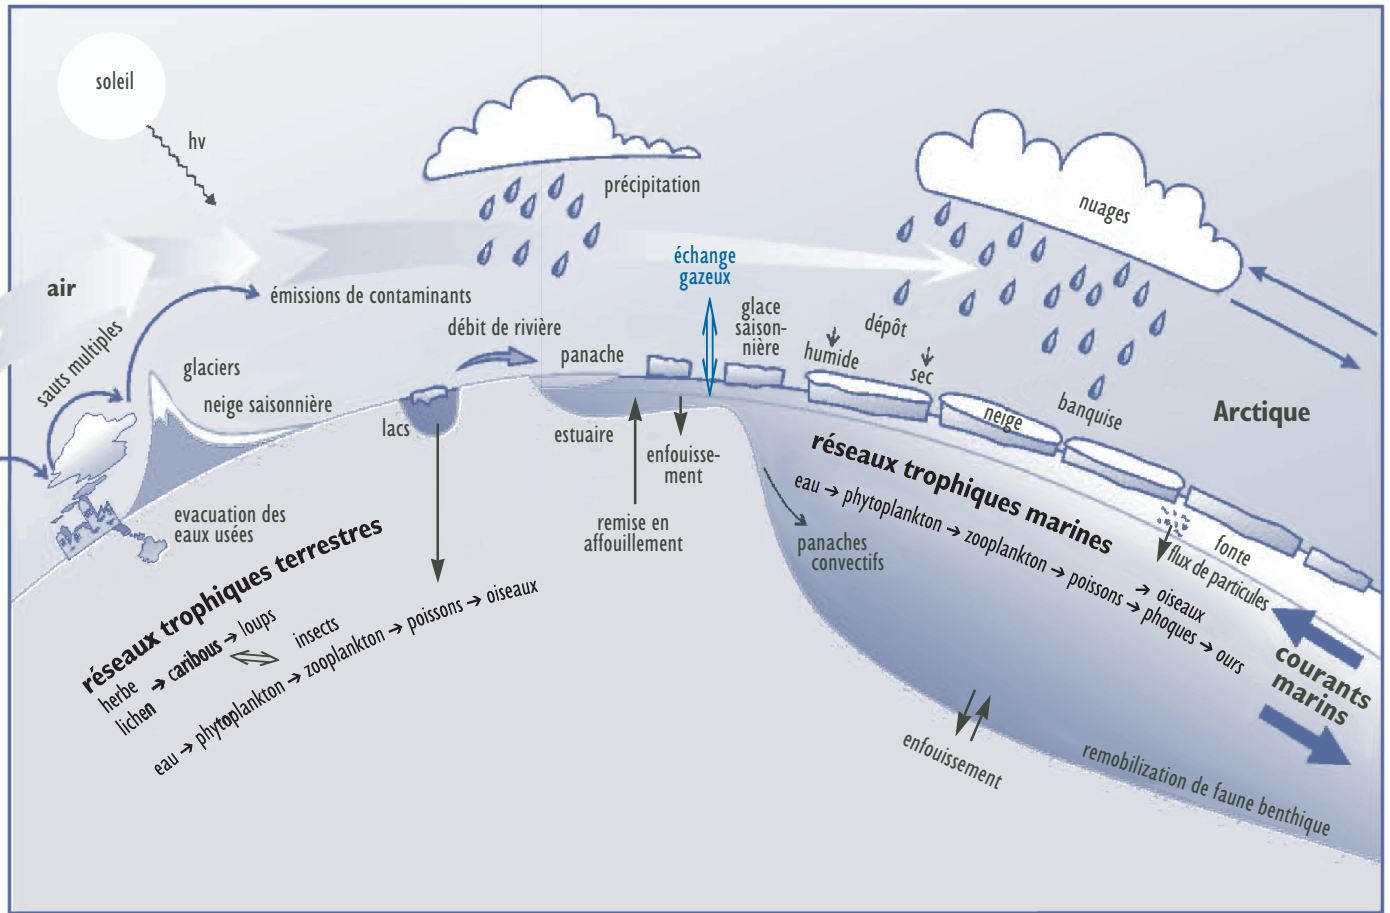 soleil
hv
précipitation
nuages
air
émissions de contaminants
sauts multiples
échange
gazeux
glace
saison-
nière
dépôt
humide
sec
débit de rivière
panache
glaciers
neige saisonnière
lacs
estuaire
enfouisse-
ment
remise en
affouillement
neige
banquise
Arctique
evacuation des
eaux usées
réseaux trophiques terrestres
herbe
lichen → caribous → loups
insects
eau → phytoplankton → zooplankton → poissons → oiseaux
réseaux trophiques marines
eau → phytoplankton → zooplankton → poissons → phoques → ours
→ oiseaux
panaches
convectifs
fonte
flux de particules
courants
marins
enfouissement
remobilization de faune benthique